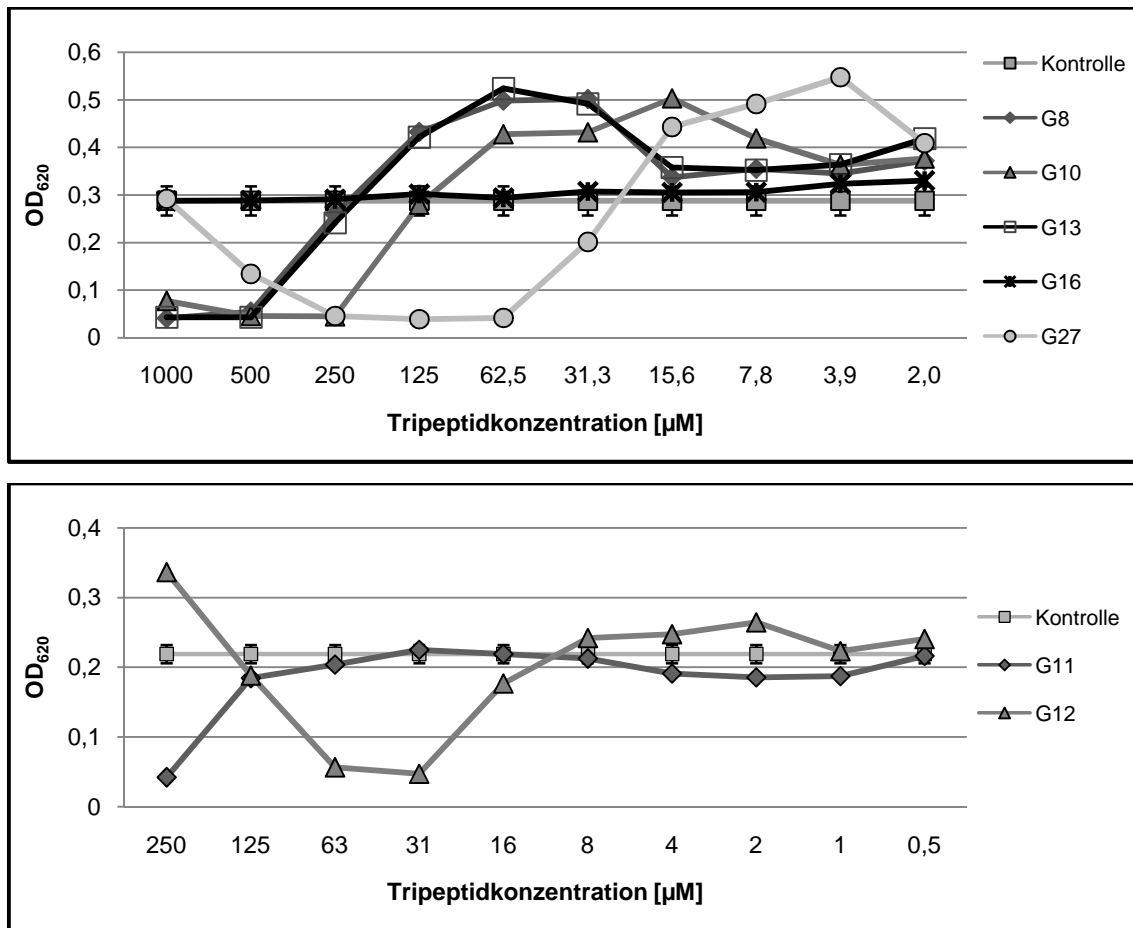 0,6
0,5
0,4
0,3
0,2
0,1
0
OD620
1000 500 250 125 62,5 31,3 15,6 7,8 3,9 2,0
Tripeptidkonzentration [µM]
Kontrolle
G8
G10
G13
G16
G27
0,4
0,3
0,2
0,1
0
OD620
250 125 63 31 16 8 4 2 1 0,5
Tripeptidkonzentration [µM]
Kontrolle
G11
G12